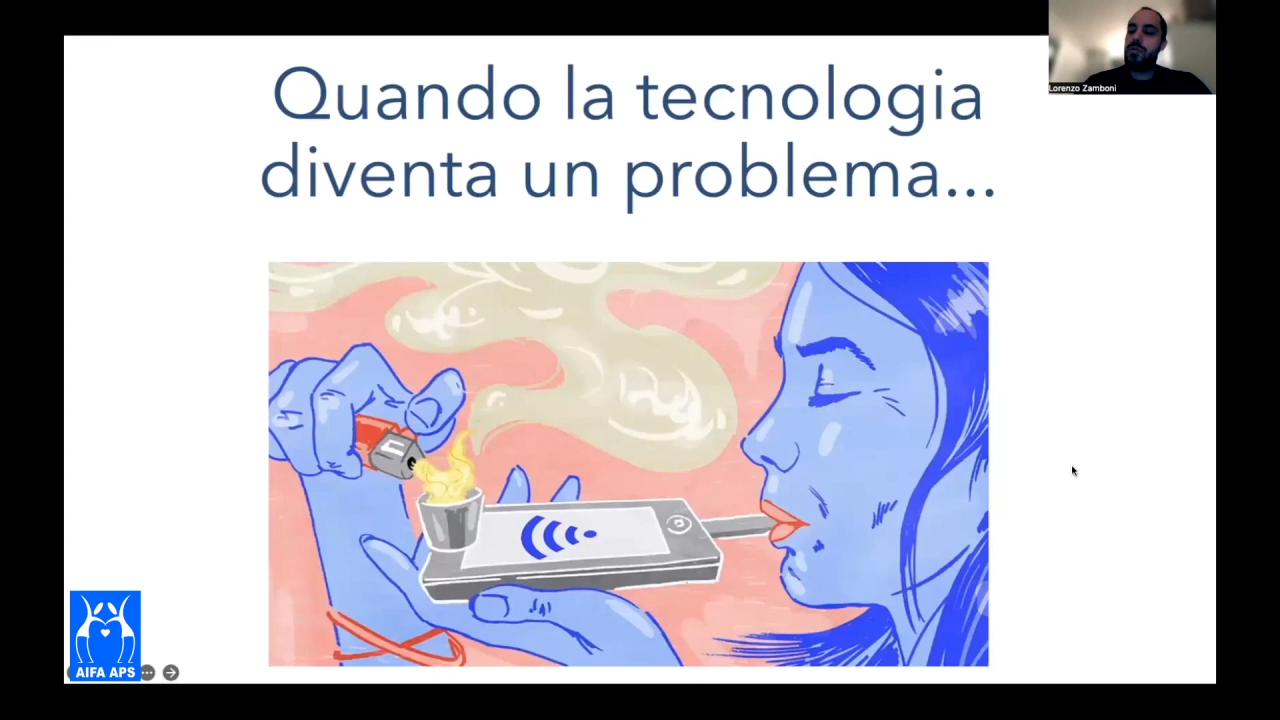 Quando la tecnologia
diventa un problema...
Lorenzo Zamboni
AIFA APS